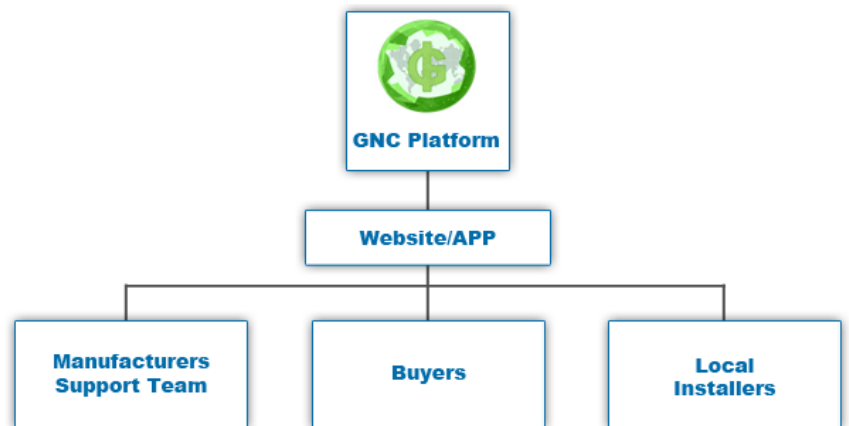 GNC Platform
Website/APP
Manufacturers
Support Team
Buyers
Local
Installers